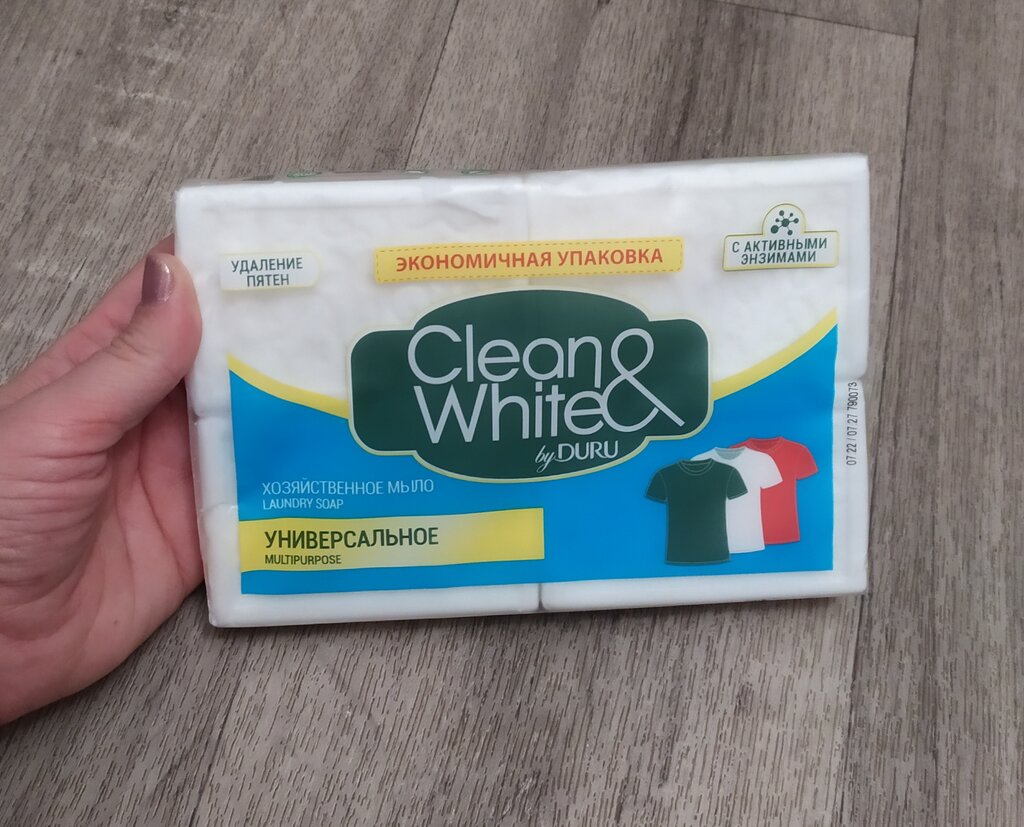 УДАЛЕНИЕ
ПЯТЕН
ЭКОНОМИЧНАЯ УПАКОВКА
С АКТИВНЫМИ
ЭНЗИМАМИ
Clean &
White
by DURU
07 22 / 07 27 790073
ХОЗЯЙСТВЕННОЕ МЫЛО
LAUNDRY SOAP
УНИВЕРСАЛЬНОЕ
MULTIPURPOSE